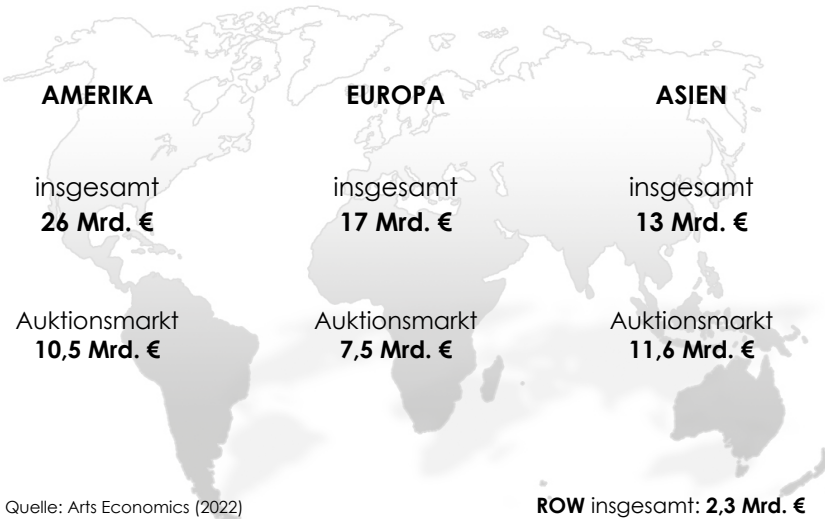 AMERIKA
insgesamt
26 Mrd. €
Auktionsmarkt
10,5 Mrd. €
EUROPA
insgesamt
17 Mrd. €
Auktionsmarkt
7,5 Mrd. €
ASIEN
insgesamt
13 Mrd. €
Auktionsmarkt
11,6 Mrd. €
Quelle: Arts Economics (2022)
ROW insgesamt: 2,3 Mrd. €